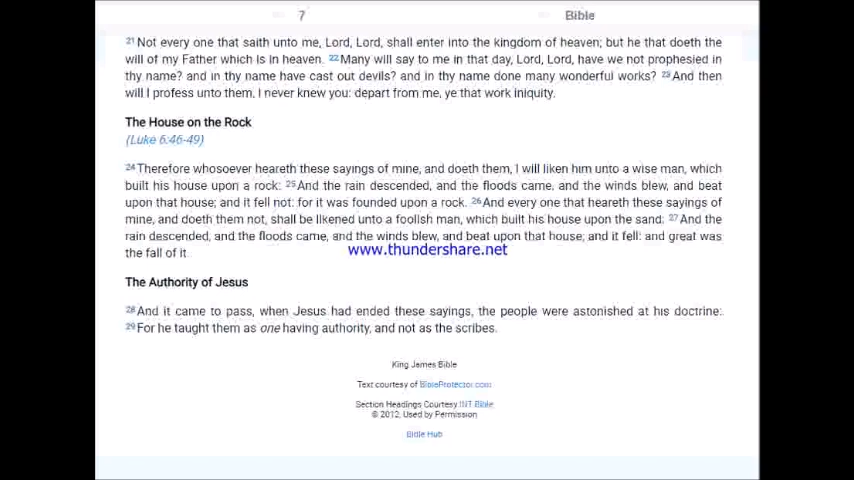 7 Bible
21 Not every one that saith unto me, Lord, Lord, shall enter into the kingdom of heaven; but he that doeth the
will of my Father which is in heaven. 22 Many will say to me in that day, Lord, Lord, have we not prophesied in
thy name? and in thy name have cast out devils? and in thy name done many wonderful works? 23 And then
will I profess unto them, I never knew you: depart from me, ye that work iniquity.
The House on the Rock
(Luke 6:46-49)
24 Therefore whosoever heareth these sayings of mine, and doeth them, I will liken him unto a wise man, which
built his house upon a rock: 25 And the rain descended, and the floods came, and the winds blew, and beat
upon that house; and it fell not: for it was founded upon a rock. 26 And every one that heareth these sayings of
mine, and doeth them not, shall be likened unto a foolish man, which built his house upon the sand: 27 And the
rain descended, and the floods came, and the winds blew, and beat upon that house; and it fell: and great was
the fall of it.
www.thundershare.net
The Authority of Jesus
28 And it came to pass, when Jesus had ended these sayings, the people were astonished at his doctrine:
29 For he taught them as one having authority, and not as the scribes.
King James Bible
Text courtesy of BibleProtector.com
Section Headings Courtesy INT Bible
© 2012, Used by Permission
Bible Hub